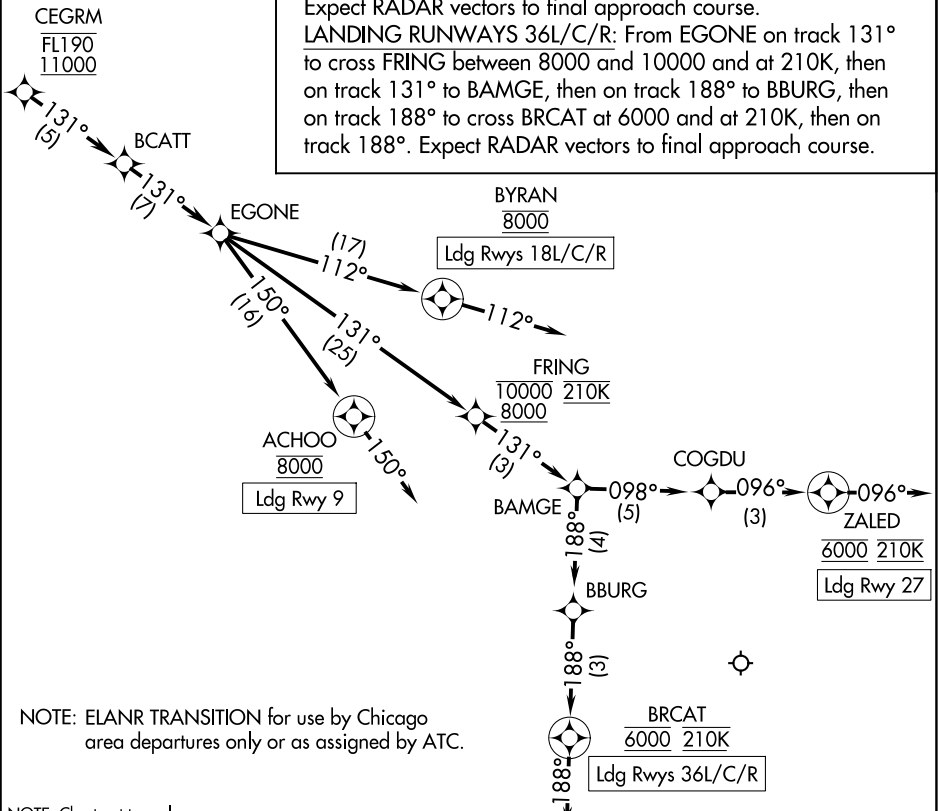 CEGRM
FL190
11000
Expect RADAR vectors to final approach course.
LANDING RUNWAYS 36L/C/R: From EGONE on track 131°
to cross FRING between 8000 and 10000 and at 210K, then
on track 131° to BAMGE, then on track 188° to BBURG, then
on track 188° to cross BRCAT at 6000 and at 210K, then on
track 188°. Expect RADAR vectors to final approach course.
131°
(5)
BCATT
131°
(7)
EGONE
BYRAN
8000
Ldg Rwys 18L/C/R
(17)
112°
112°
150°
(16)
131°
(25)
FRING
10000 210K
8000
ACHOO
8000
Ldg Rwy 9
150°
131°
(3)
BAMGE
098°
(5)
COGDU
096°
(3)
096°
ZALED
6000 210K
Ldg Rwy 27
188°
(4)
BBURG
188°
(3)
BRCAT
6000 210K
Ldg Rwys 36L/C/R
188°
NOTE: ELANR TRANSITION for use by Chicago
area departures only or as assigned by ATC.
NOTE: Chart not to scale.